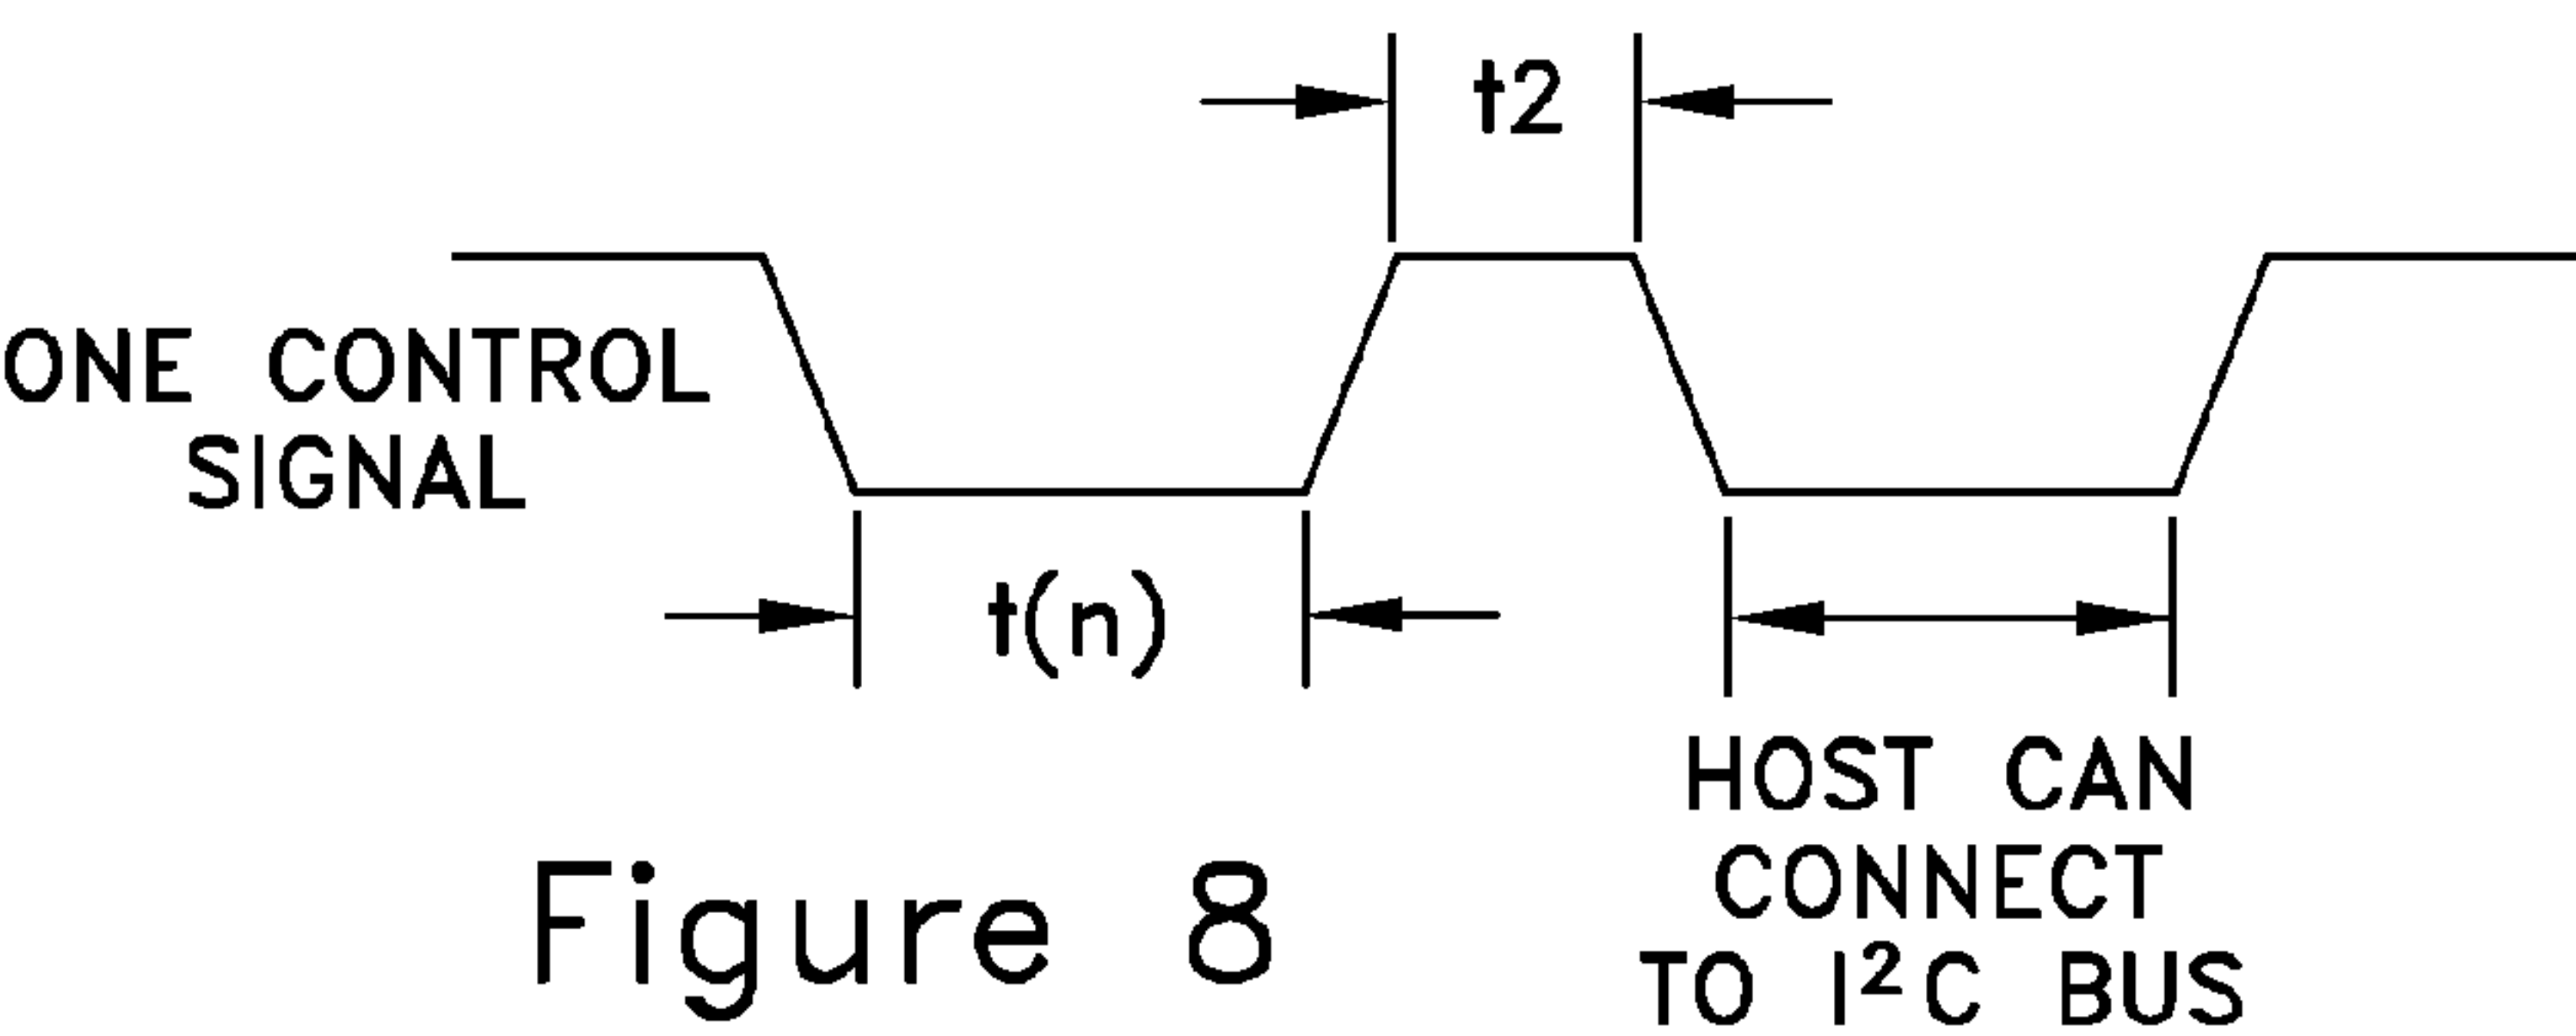 t2
ONE CONTROL
SIGNAL
t(n)
HOST CAN
CONNECT
TO I²C BUS
Figure 8